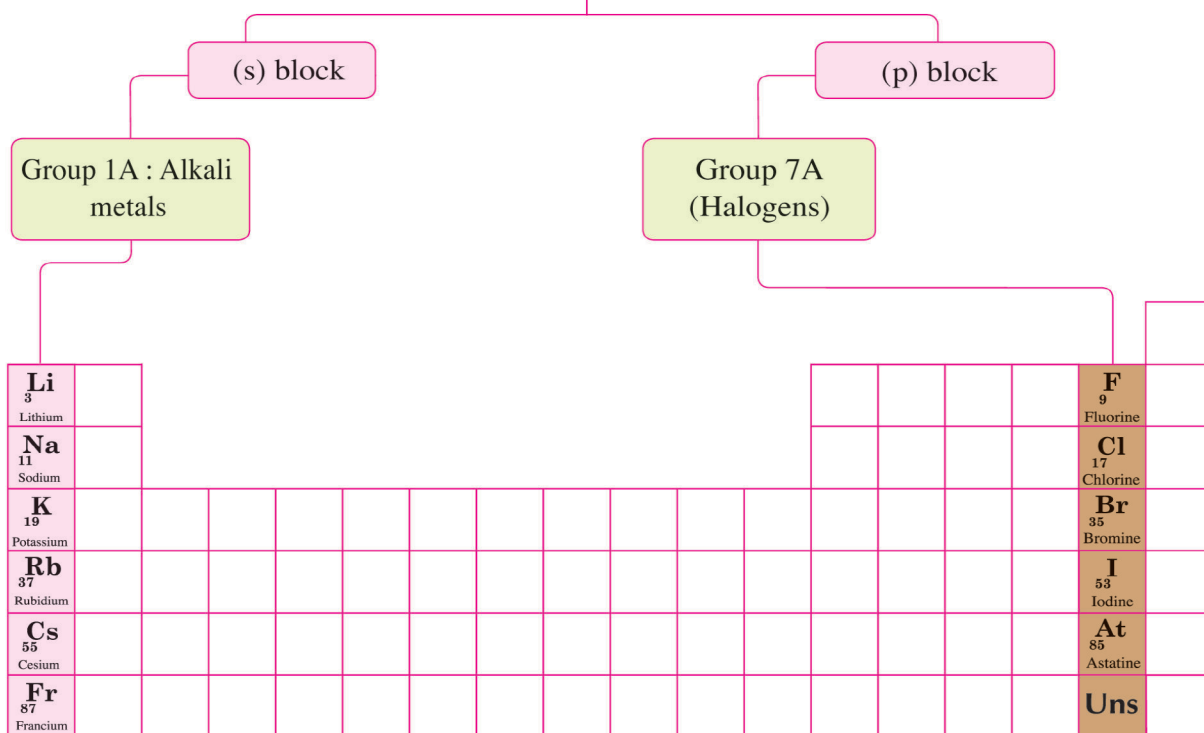 (s) block
(p) block
Group 1A : Alkali
metals
Group 7A
(Halogens)
Li
3
Lithium
F
9
Fluorine
Na
11
Sodium
Cl
17
Chlorine
K
19
Potassium
Br
35
Bromine
Rb
37
Rubidium
I
53
Iodine
Cs
55
Cesium
At
85
Astatine
Fr
87
Francium
Uns